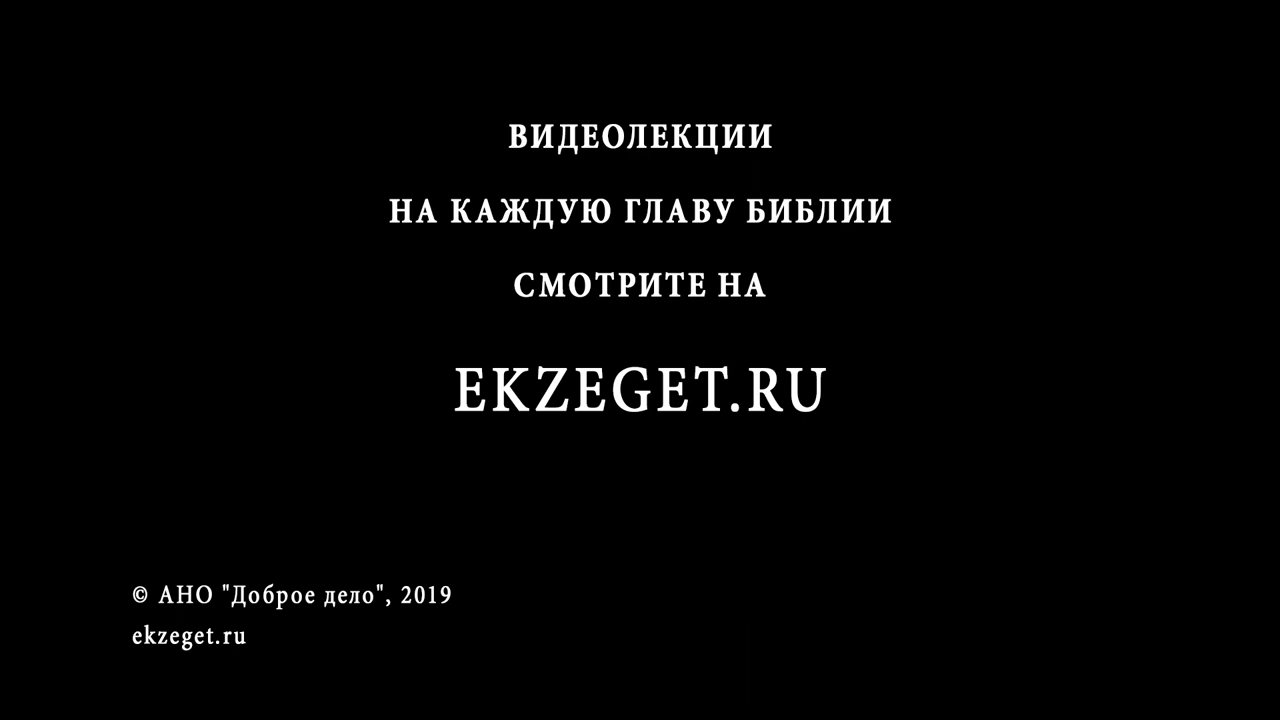 ВИДЕОЛЕКЦИИ
НА КАЖДУЮ ГЛАВУ БИБЛИИ
СМОТРИТЕ НА
EKZEGET.RU
© АНО "Доброе дело", 2019
ekzeget.ru